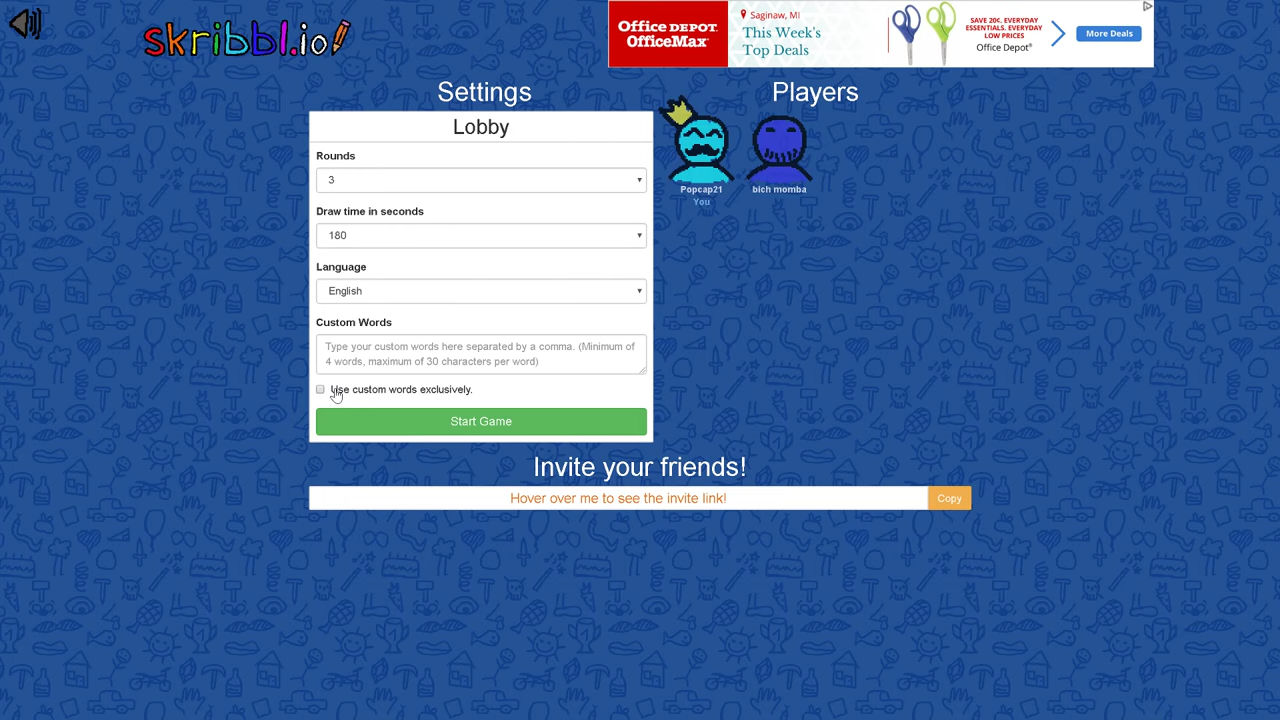 skribbl.io
Office DEPOT
OfficeMax
Saginaw, MI
This Week's
Top Deals
SAVE 20¢. EVERYDAY
ESSENTIALS. EVERYDAY
LOW PRICES
Office Depot®
More Deals
Settings
Players
Lobby
Rounds
3
Draw time in seconds
180
Language
English
Custom Words
Type your custom words here separated by a comma. (Minimum of
4 words, maximum of 30 characters per word)
Use custom words exclusively.
Start Game
Popcap21
You
bich momba
Invite your friends!
Hover over me to see the invite link!
Copy